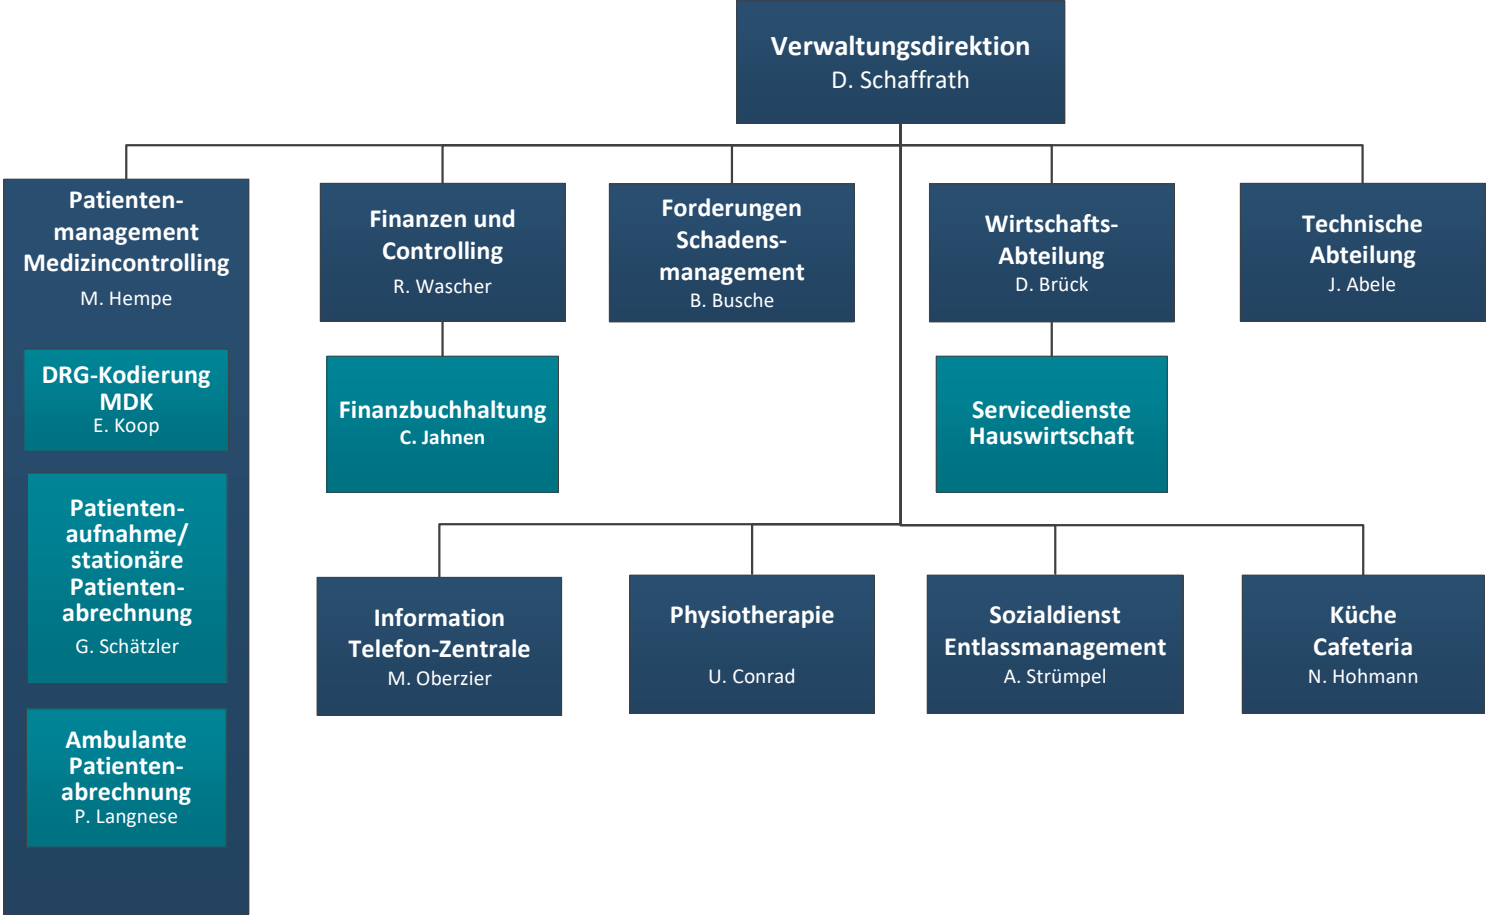 Verwaltungsdirektion
D. Schaffrath
Patienten-
management
Medizincontrolling
M. Hempe
DRG-Kodierung
MDK
E. Koop
Patienten-
aufnahme/
stationäre
Patienten-
abrechnung
G. Schätzler
Ambulante
Patienten-
abrechnung
P. Langnese
Finanzen und
Controlling
R. Wascher
Finanzbuchhaltung
C. Jahnen
Forderungen
Schadens-
management
B. Busche
Wirtschafts-
Abteilung
D. Brück
Servicedienste
Hauswirtschaft
Technische
Abteilung
J. Abele
Information
Telefon-Zentrale
M. Oberzier
Physiotherapie
U. Conrad
Sozialdienst
Entlassmanagement
A. Strümpel
Küche
Cafeteria
N. Hohmann